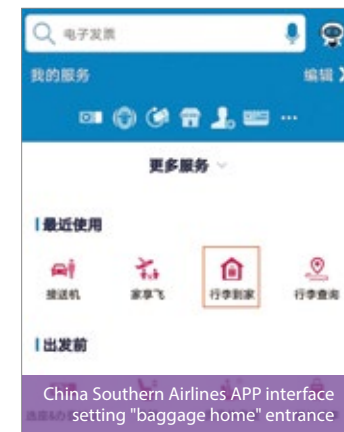 电子发票
我的服务
编辑
更多服务
最近使用
接送机
家享飞
行李到家
行李查询
出发前
China Southern Airlines APP interface
setting "baggage home" entrance